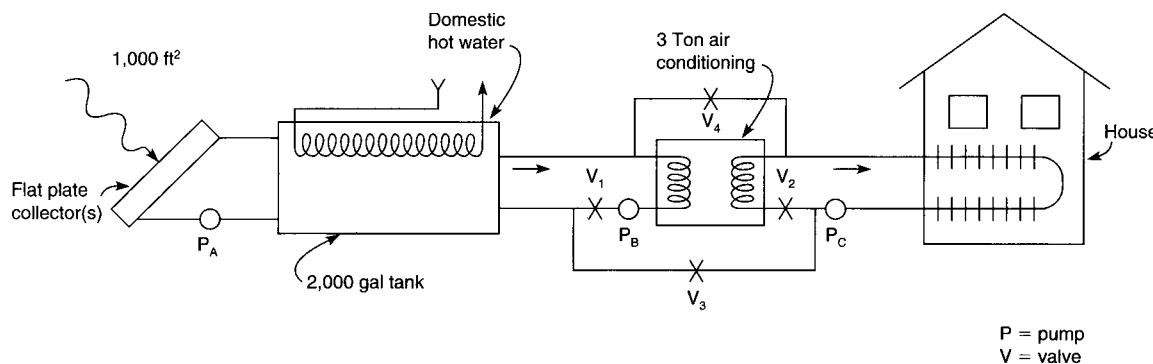 Domestic
hot water
3 Ton air
conditioning
1,000 ft²
V₄
House
Flat plate
collector(s)
V₁
V₂
P_A
P_B
P_C
2,000 gal tank
V₃
P = pump
V = valve